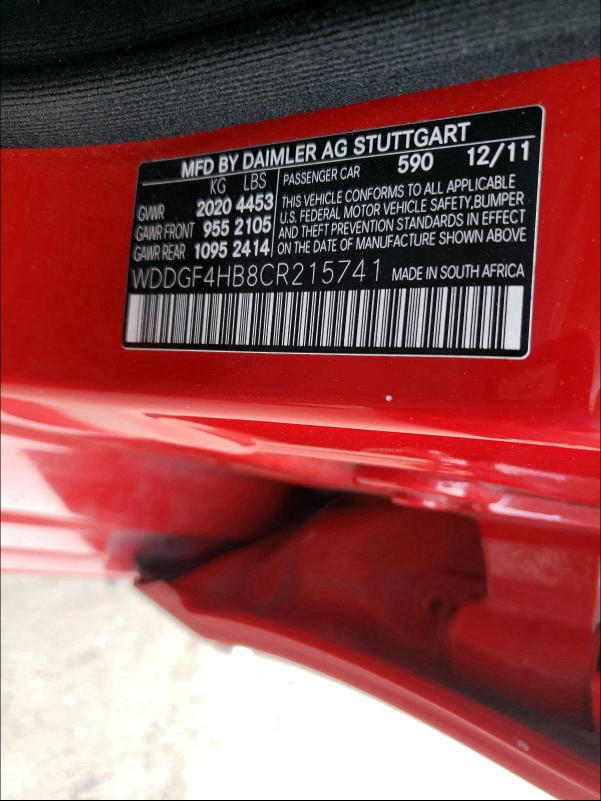 MFD BY DAIMLER AG STUTTGART
KG LBS
GVWR 2020 4453
GAWR FRONT 955 2105
GAWR REAR 1095 2414
PASSENGER CAR 590 12/11
THIS VEHICLE CONFORMS TO ALL APPLICABLE
U.S. FEDERAL MOTOR VEHICLE SAFETY,BUMPER
AND THEFT PREVENTION STANDARDS IN EFFECT
ON THE DATE OF MANUFACTURE SHOWN ABOVE
WDDGF4HB8CR215741 MADE IN SOUTH AFRICA